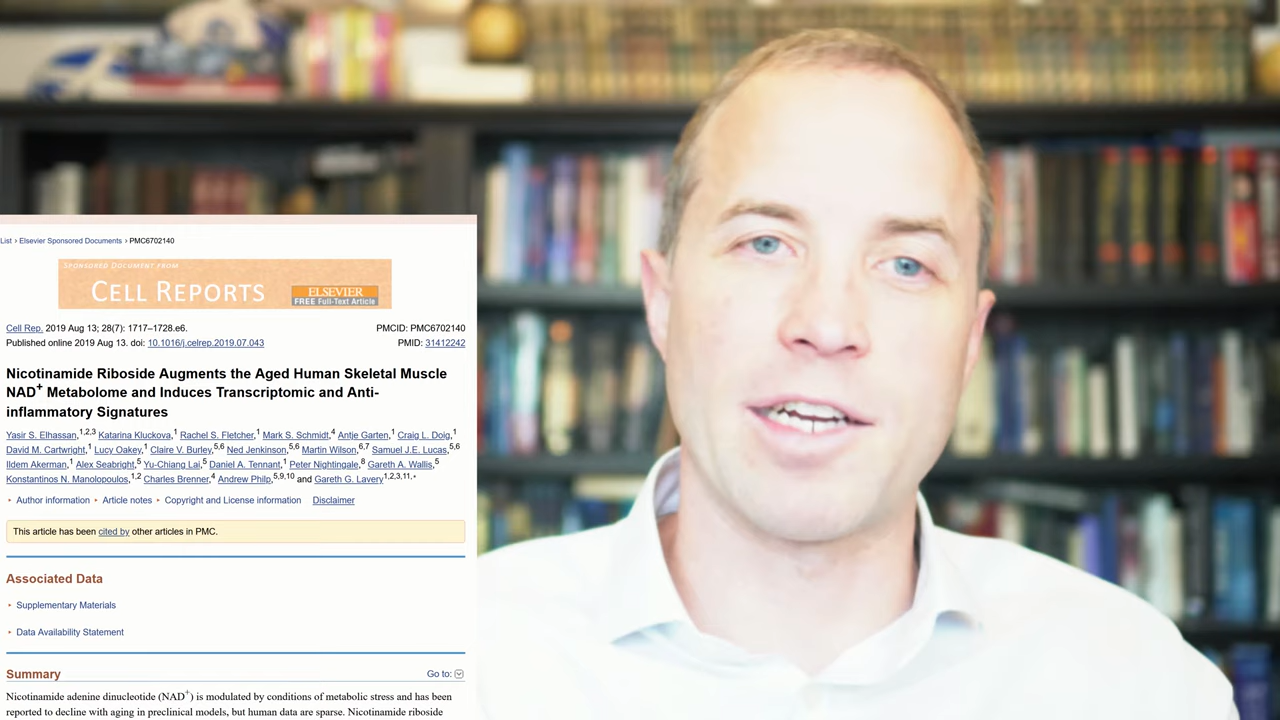 List › Elsevier Sponsored Documents › PMC6702140
SPONSORED DOCUMENT FROM
CELL REPORTS
ELSEVIER
FREE Full-Text Article
Cell Rep. 2019 Aug 13; 28(7): 1717–1728.e6.
PMCID: PMC6702140
Published online 2019 Aug 13. doi: 10.1016/j.celrep.2019.07.043
PMID: 31412242
Nicotinamide Riboside Augments the Aged Human Skeletal Muscle
NAD+ Metabolome and Induces Transcriptomic and Anti-
inflammatory Signatures
Yasir S. Elhassan,1,2,3 Katarina Kluckova,1 Rachel S. Fletcher,1 Mark S. Schmidt,4 Antje Garten,1 Craig L. Doig,1
David M. Cartwright,1 Lucy Oakey,1 Claire V. Burley,5,6 Ned Jenkinson,5,6 Martin Wilson,6,7 Samuel J.E. Lucas,5,6
Ildem Akerman,1 Alex Seabright,5 Yu-Chiang Lai,5 Daniel A. Tennant,1 Peter Nightingale,8 Gareth A. Wallis,5
Konstantinos N. Manolopoulos,1,2 Charles Brenner,4 Andrew Philp,5,9,10 and Gareth G. Lavery1,2,3,11,*
▸ Author information ▸ Article notes ▸ Copyright and License information Disclaimer
This article has been cited by other articles in PMC.
Associated Data
▸ Supplementary Materials
▸ Data Availability Statement
Summary
Go to:
Nicotinamide adenine dinucleotide (NAD+) is modulated by conditions of metabolic stress and has been
reported to decline with aging in preclinical models, but human data are sparse. Nicotinamide riboside